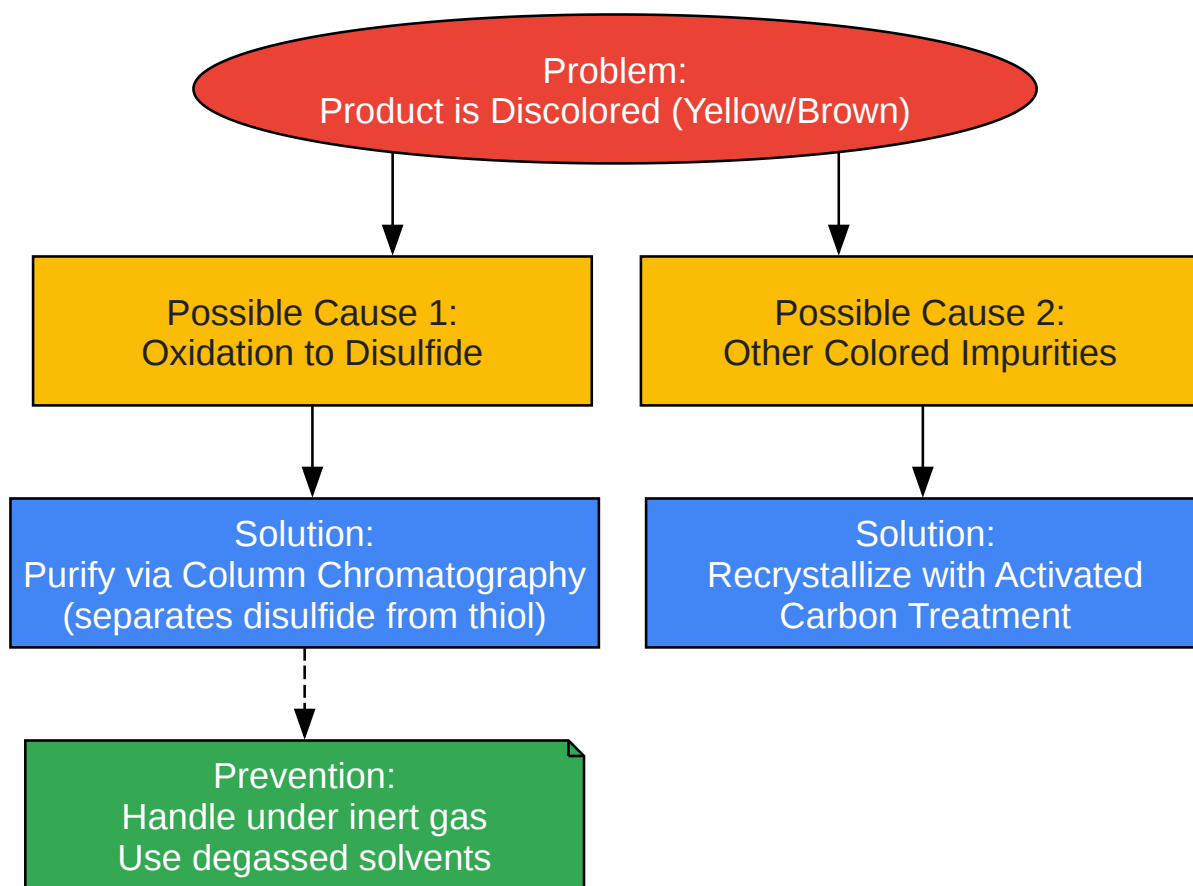 Problem:
Product is Discolored (Yellow/Brown)
Possible Cause 1:
Oxidation to Disulfide
Possible Cause 2:
Other Colored Impurities
Solution:
Purify via Column Chromatography
(separates disulfide from thiol)
Solution:
Recrystallize with Activated
Carbon Treatment
Prevention:
Handle under inert gas
Use degassed solvents